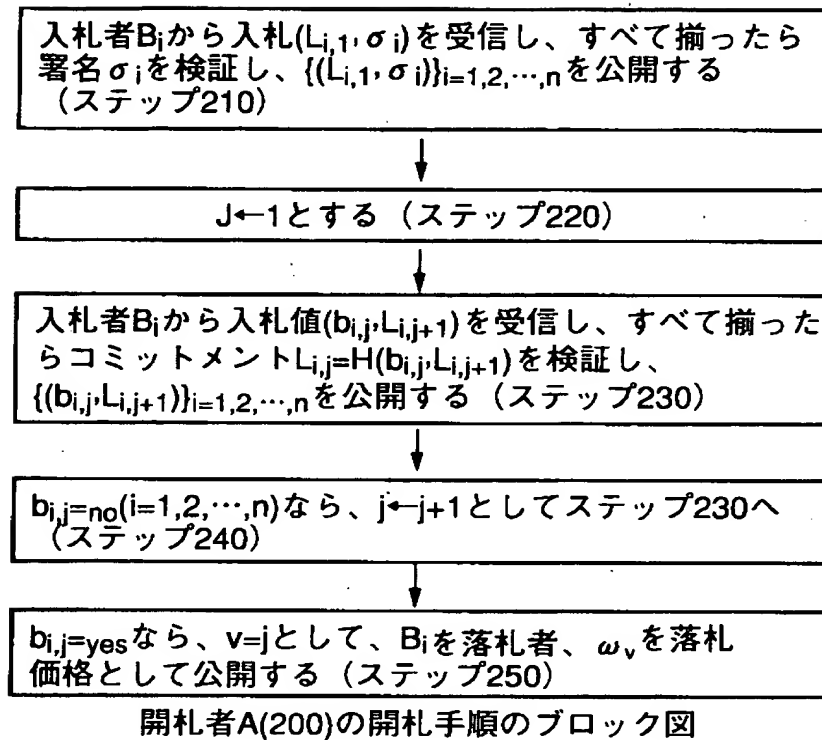 入札者Biから入札(Li,1,σi)を受信し、すべて揃ったら
署名σiを検証し、{(Li,1,σi)}i=1,2,…,nを公開する
(ステップ210)
J←1とする(ステップ220)
入札者Biから入札値(bi,j,Li,j+1)を受信し、すべて揃った
らコミットメントLi,j=H(bi,j,Li,j+1)を検証し、
{(bi,j,Li,j+1)}i=1,2,…,nを公開する(ステップ230)
bi,j=no(i=1,2,…,n)なら、j←j+1としてステップ230へ
(ステップ240)
bi,j=yesなら、v=jとして、Biを落札者、ωvを落札
価格として公開する(ステップ250)
開札者A(200)の開札手順のブロック図